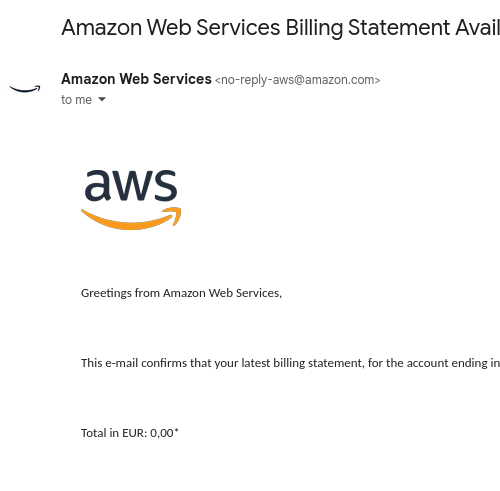 Amazon Web Services Billing Statement Avail
Amazon Web Services <no-reply-aws@amazon.com>
to me
aws
Greetings from Amazon Web Services,
This e-mail confirms that your latest billing statement, for the account ending in
Total in EUR: 0,00*